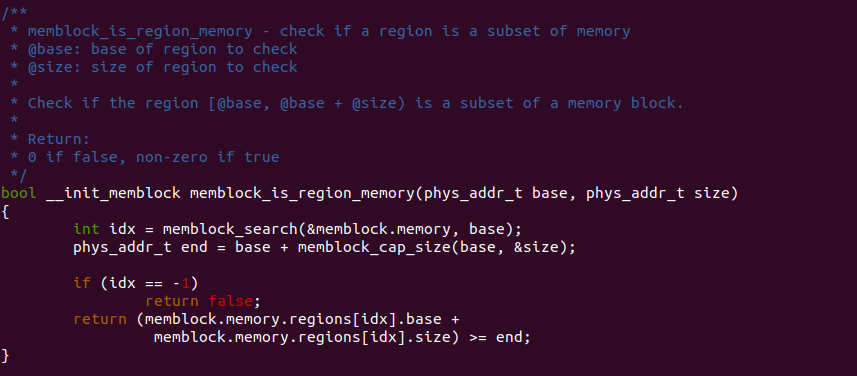 /**
 * memblock_is_region_memory - check if a region is a subset of memory
 * @base: base of region to check
 * @size: size of region to check
 *
 * Check if the region [@base, @base + @size) is a subset of a memory block.
 *
 * Return:
 * 0 if false, non-zero if true
 */
bool __init_memblock memblock_is_region_memory(phys_addr_t base, phys_addr_t size)
{
        int idx = memblock_search(&memblock.memory, base);
        phys_addr_t end = base + memblock_cap_size(base, &size);

        if (idx == -1)
                return false;
        return (memblock.memory.regions[idx].base +
                 memblock.memory.regions[idx].size) >= end;
}